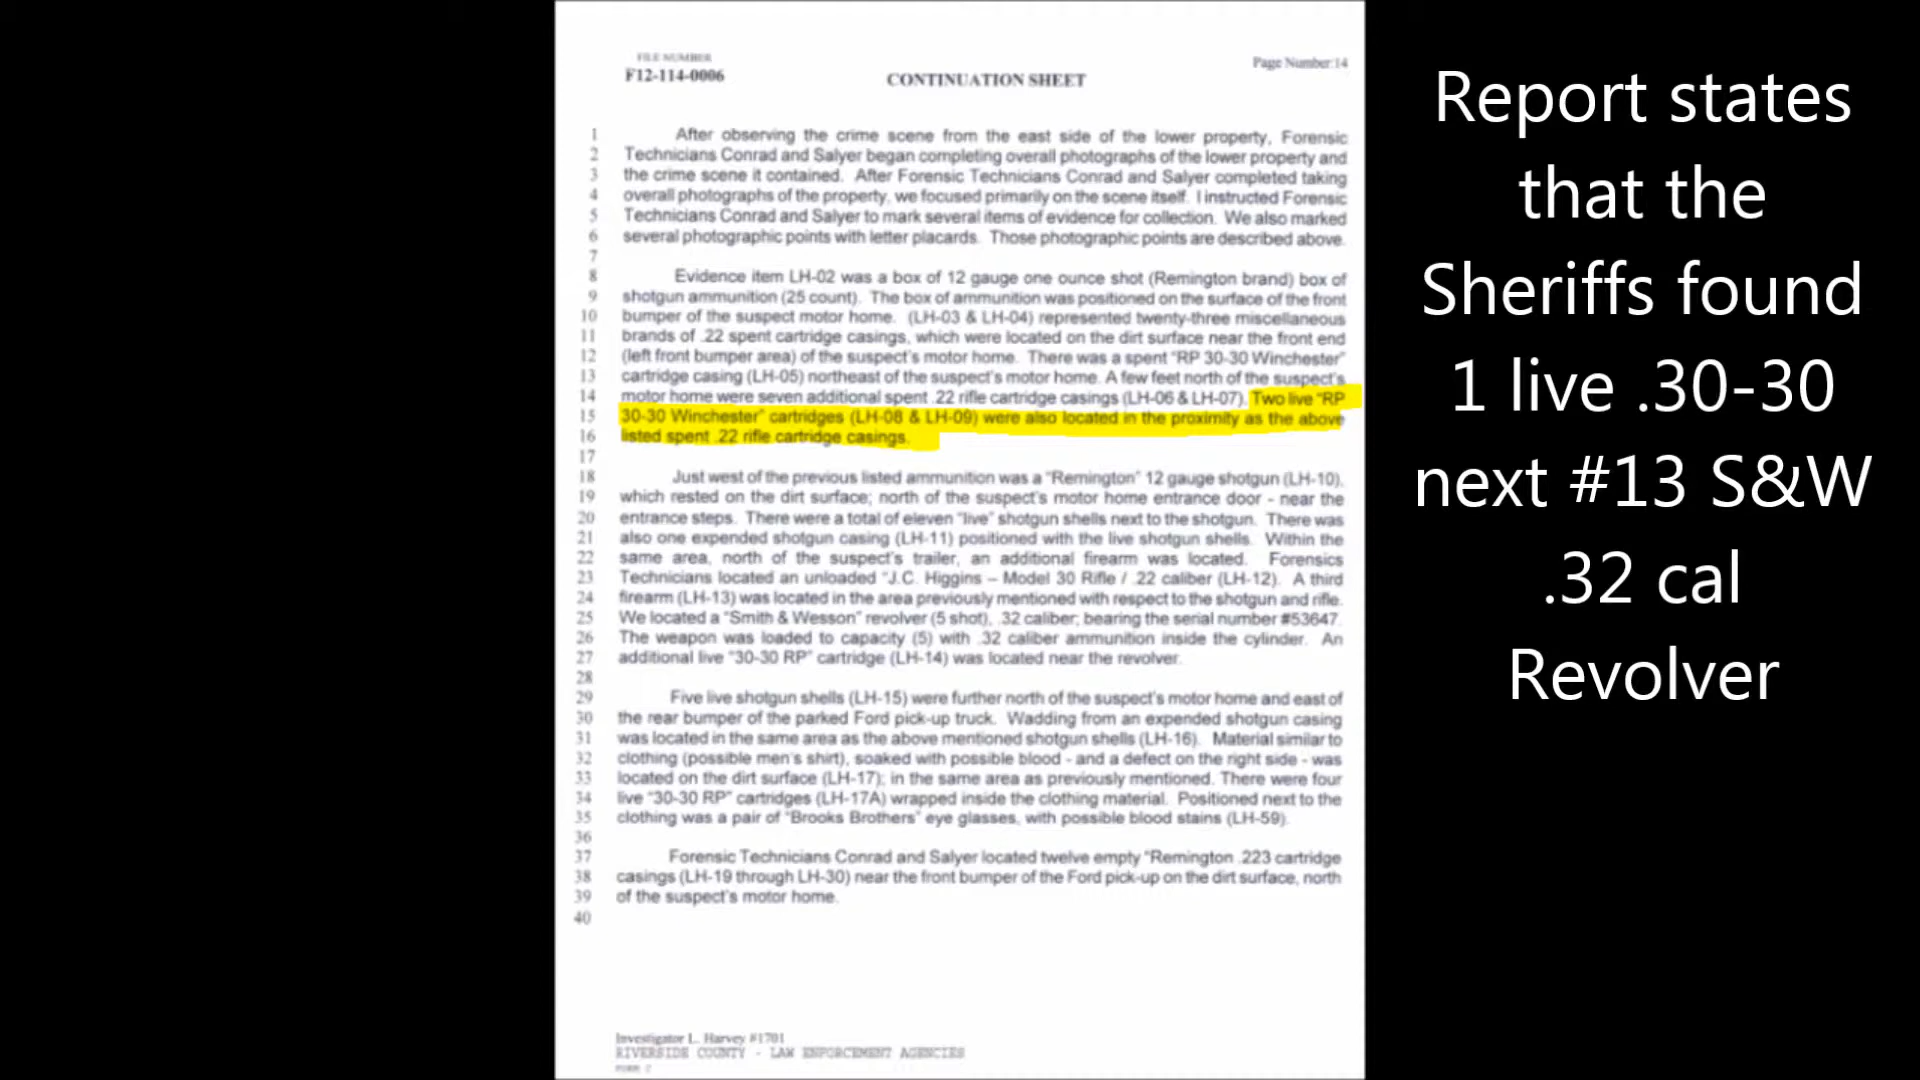 FILE NUMBER
F12-114-0006
CONTINUATION SHEET
Page Number:14
1 After observing the crime scene from the east side of the lower property, Forensic
2 Technicians Conrad and Salyer began completing overall photographs of the lower property and
3 the crime scene it contained. After Forensic Technicians Conrad and Salyer completed taking
4 overall photographs of the property, we focused primarily on the scene itself. I instructed Forensic
5 Technicians Conrad and Salyer to mark several items of evidence for collection. We also marked
6 several photographic points with letter placards. Those photographic points are described above.
7
8 Evidence item LH-02 was a box of 12 gauge one ounce shot (Remington brand) box of
9 shotgun ammunition (25 count). The box of ammunition was positioned on the surface of the front
10 bumper of the suspect motor home. (LH-03 & LH-04) represented twenty-three miscellaneous
11 brands of .22 spent cartridge casings, which were located on the dirt surface near the front end
12 (left front bumper area) of the suspect's motor home. There was a spent "RP 30-30 Winchester"
13 cartridge casing (LH-05) northeast of the suspect's motor home. A few feet north of the suspect's
14 motor home were seven additional spent .22 rifle cartridge casings (LH-06 & LH-07). Two live "RP
15 30-30 Winchester" cartridges (LH-08 & LH-09) were also located in the proximity as the above
16 listed spent .22 rifle cartridge casings.
17
18 Just west of the previous listed ammunition was a "Remington" 12 gauge shotgun (LH-10),
19 which rested on the dirt surface; north of the suspect's motor home entrance door - near the
20 entrance steps. There were a total of eleven "live" shotgun shells next to the shotgun. There was
21 also one expended shotgun casing (LH-11) positioned with the live shotgun shells. Within the
22 same area, north of the suspect's trailer, an additional firearm was located. Forensics
23 Technicians located an unloaded "J.C. Higgins – Model 30 Rifle / .22 caliber (LH-12). A third
24 firearm (LH-13) was located in the area previously mentioned with respect to the shotgun and rifle.
25 We located a "Smith & Wesson" revolver (5 shot), .32 caliber; bearing the serial number #53647.
26 The weapon was loaded to capacity (5) with .32 caliber ammunition inside the cylinder. An
27 additional live "30-30 RP" cartridge (LH-14) was located near the revolver.
28
29 Five live shotgun shells (LH-15) were further north of the suspect's motor home and east of
30 the rear bumper of the parked Ford pick-up truck. Wadding from an expended shotgun casing
31 was located in the same area as the above mentioned shotgun shells (LH-16). Material similar to
32 clothing (possible men's shirt), soaked with possible blood - and a defect on the right side - was
33 located on the dirt surface (LH-17); in the same area as previously mentioned. There were four
34 live "30-30 RP" cartridges (LH-17A) wrapped inside the clothing material. Positioned next to the
35 clothing was a pair of "Brooks Brothers" eye glasses, with possible blood stains (LH-59).
36
37 Forensic Technicians Conrad and Salyer located twelve empty "Remington .223 cartridge
38 casings (LH-19 through LH-30) near the front bumper of the Ford pick-up on the dirt surface, north
39 of the suspect's motor home.
40
Investigator L. Harvey #1701
RIVERSIDE COUNTY - LAW ENFORCEMENT AGENCIES
FORM C
Report states
that the
Sheriffs found
1 live .30-30
next #13 S&W
.32 cal
Revolver